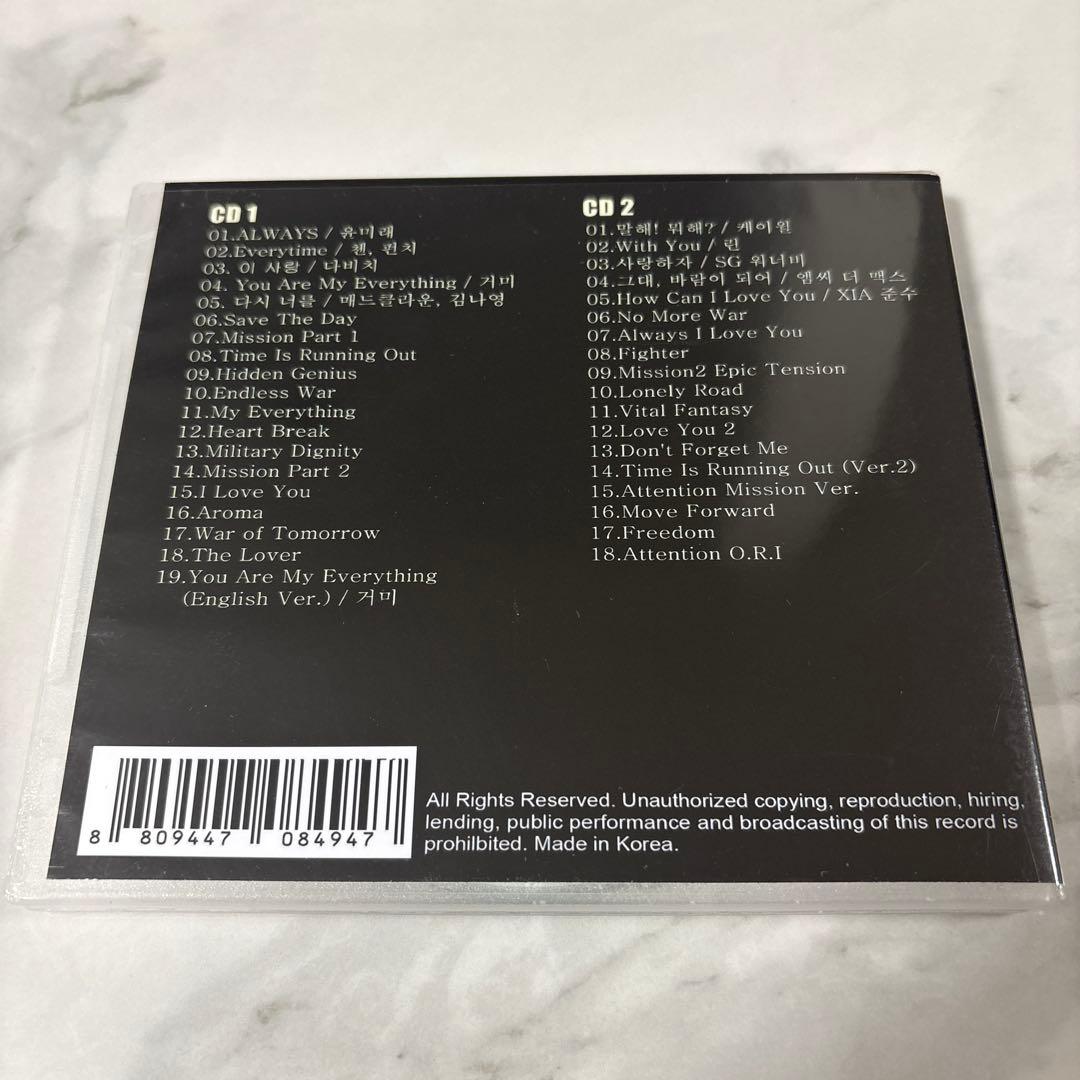 CD 1
01.ALWAYS / 윤미래
02.Everytime / 첸, 펀치
03. 이 사랑 / 다비치
04. You Are My Everything / 거미
05. 다시 너를 / 매드클라운, 김나영
06.Save The Day
07.Mission Part 1
08.Time Is Running Out
09.Hidden Genius
10.Endless War
11.My Everything
12.Heart Break
13.Military Dignity
14.Mission Part 2
15.I Love You
16.Aroma
17.War of Tomorrow
18.The Lover
19.You Are My Everything
(English Ver.) / 거미
CD 2
01.말해! 뭐해? / 케이윌
02.With You / 린
03.사랑하자 / SG 워너비
04.그대, 바람이 되어 / 엠씨 더 맥스
05.How Can I Love You / XIA 준수
06.No More War
07.Always I Love You
08.Fighter
09.Mission2 Epic Tension
10.Lonely Road
11.Vital Fantasy
12.Love You 2
13.Don't Forget Me
14.Time Is Running Out (Ver.2)
15.Attention Mission Ver.
16.Move Forward
17.Freedom
18.Attention O.R.I
8 809447 084947
All Rights Reserved. Unauthorized copying, reproduction, hiring,
lending, public performance and broadcasting of this record is
prohilbited. Made in Korea.